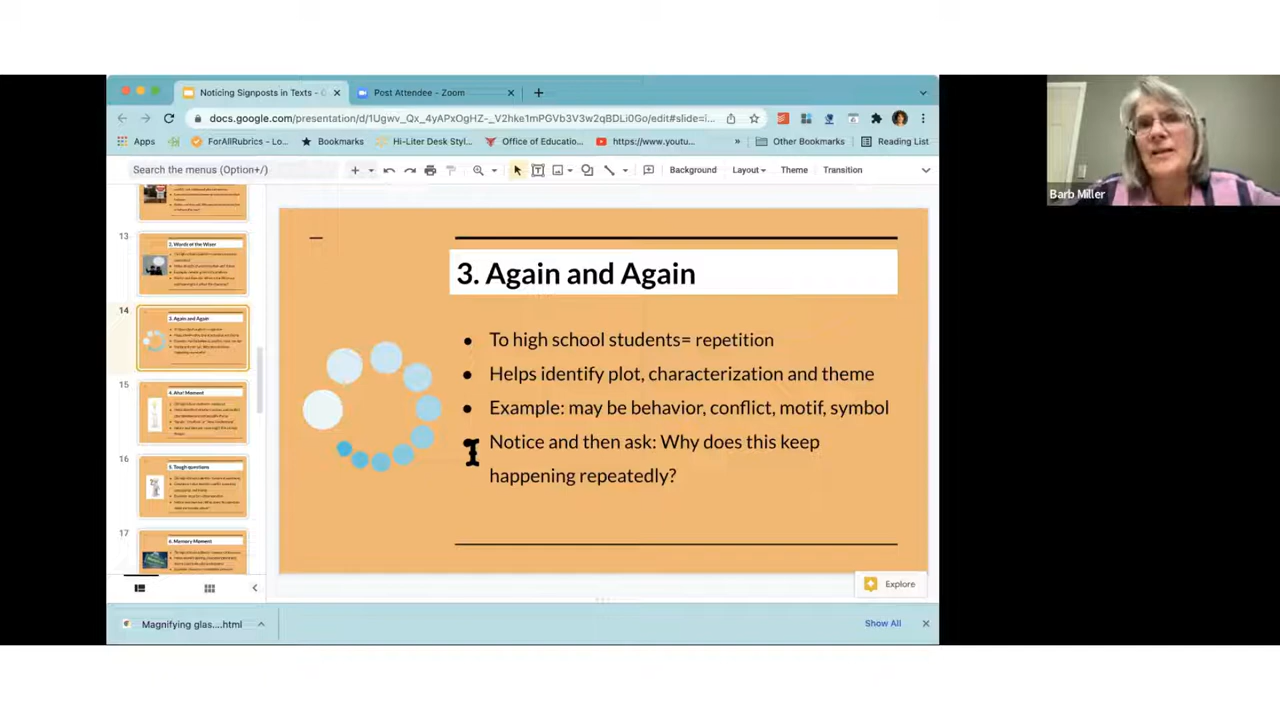 Noticing Signposts in Texts - G
Post Attendee - Zoom
docs.google.com/presentation/d/1Ugwv_Qx_4yAPxOgHZ-_V2hke1mPGVb3V3w2qBDLi0Go/edit#slide=i...
Apps
ForAllRubrics - Lo...
Bookmarks
Hi-Liter Desk Styl...
Office of Educatio...
https://www.youtu...
»
Other Bookmarks
Reading List
Search the menus (Option+/)
Background
Layout
Theme
Transition
13
2. Words of the Wiser
14
3. Again and Again
15
4. Aha! Moment
16
5. Tough questions
17
6. Memory Moment
3. Again and Again
To high school students= repetition
Helps identify plot, characterization and theme
Example: may be behavior, conflict, motif, symbol
Notice and then ask: Why does this keep
happening repeatedly?
Explore
Magnifying glas....html
Show All
Barb Miller